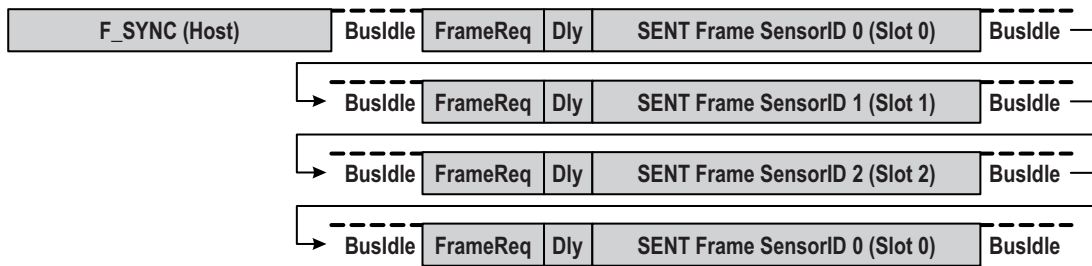 F_SYNC (Host) BusIdle FrameReq Dly SENT Frame SensorID 0 (Slot 0) BusIdle
BusIdle FrameReq Dly SENT Frame SensorID 1 (Slot 1) BusIdle
BusIdle FrameReq Dly SENT Frame SensorID 2 (Slot 2) BusIdle
BusIdle FrameReq Dly SENT Frame SensorID 0 (Slot 0) BusIdle